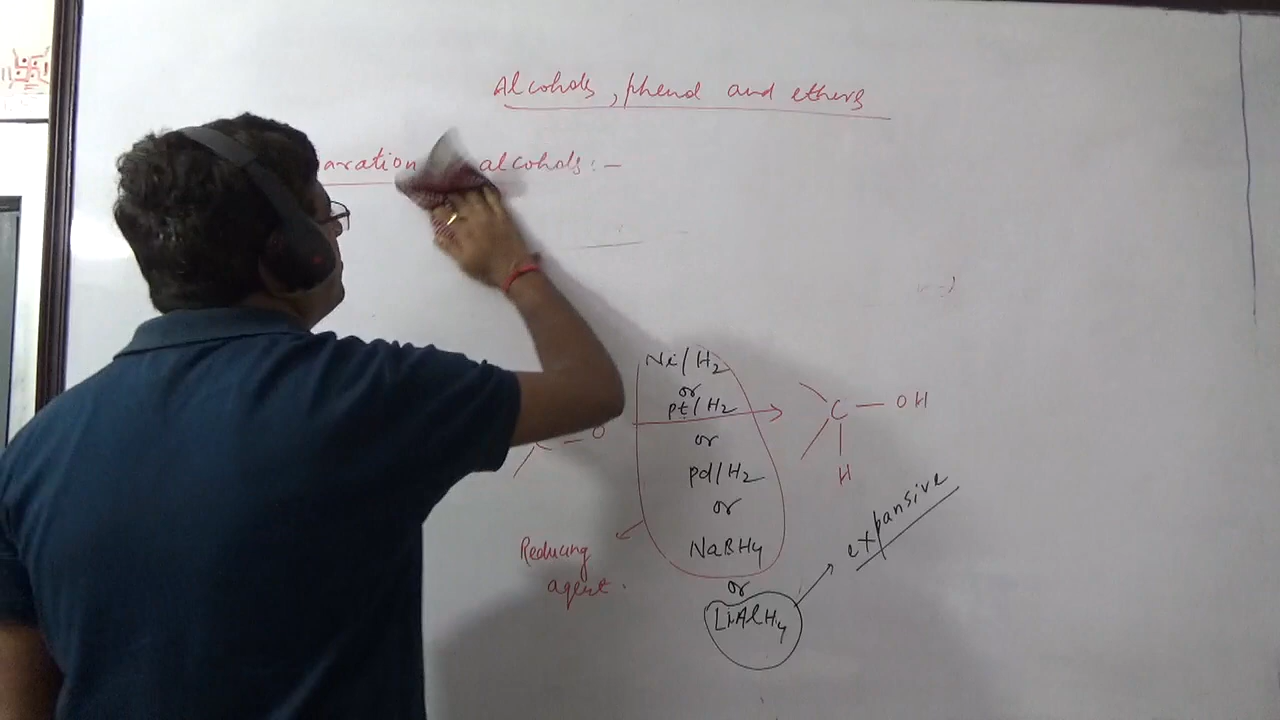 Alcohols, phenol and ethers
aration alcohols:-
Ni/H2
or
pt/H2
or
pd/H2
or
NaBH4
or
LiAlH4
C - O
C - OH
H
Reducing
agent.
expansive